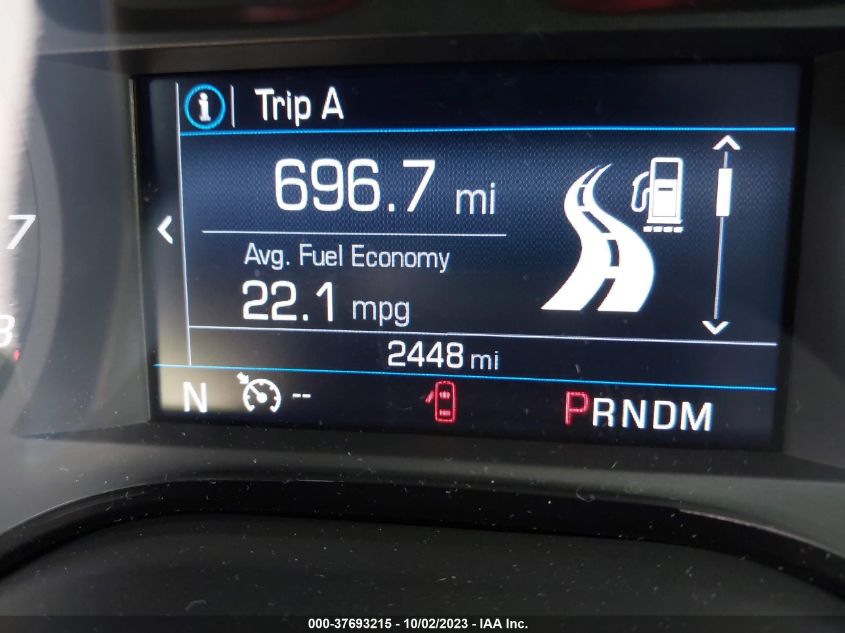 i Trip A
696.7 mi
Avg. Fuel Economy
22.1 mpg
2448 mi
N -- PRNDM
7
000-37693215 - 10/02/2023 - IAA Inc.